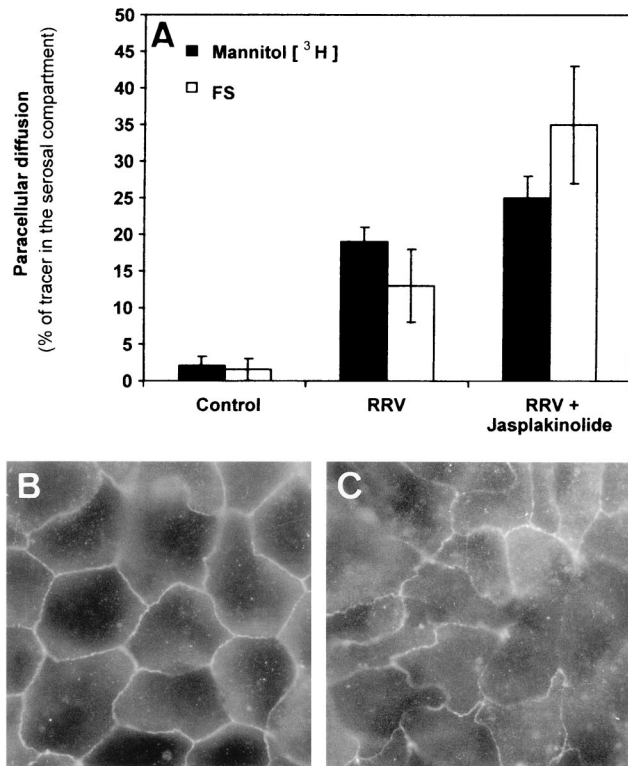 50
45
40
35
30
25
20
15
10
5
0
Paracellular diffusion
(% of tracer in the serosal compartment)
A
Mannitol [ ³H ]
FS
Control
RRV
RRV +
Jasplakinolide
B
C